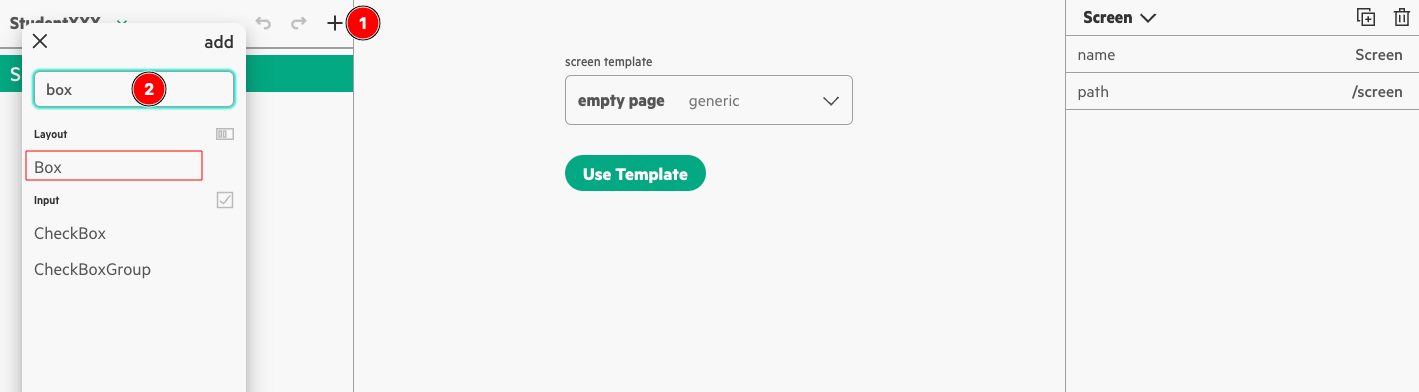 StudentXXX
1
add
box
2
Layout
Box
Input
CheckBox
CheckBoxGroup
screen template
empty page generic
Use Template
Screen
name Screen
path /screen